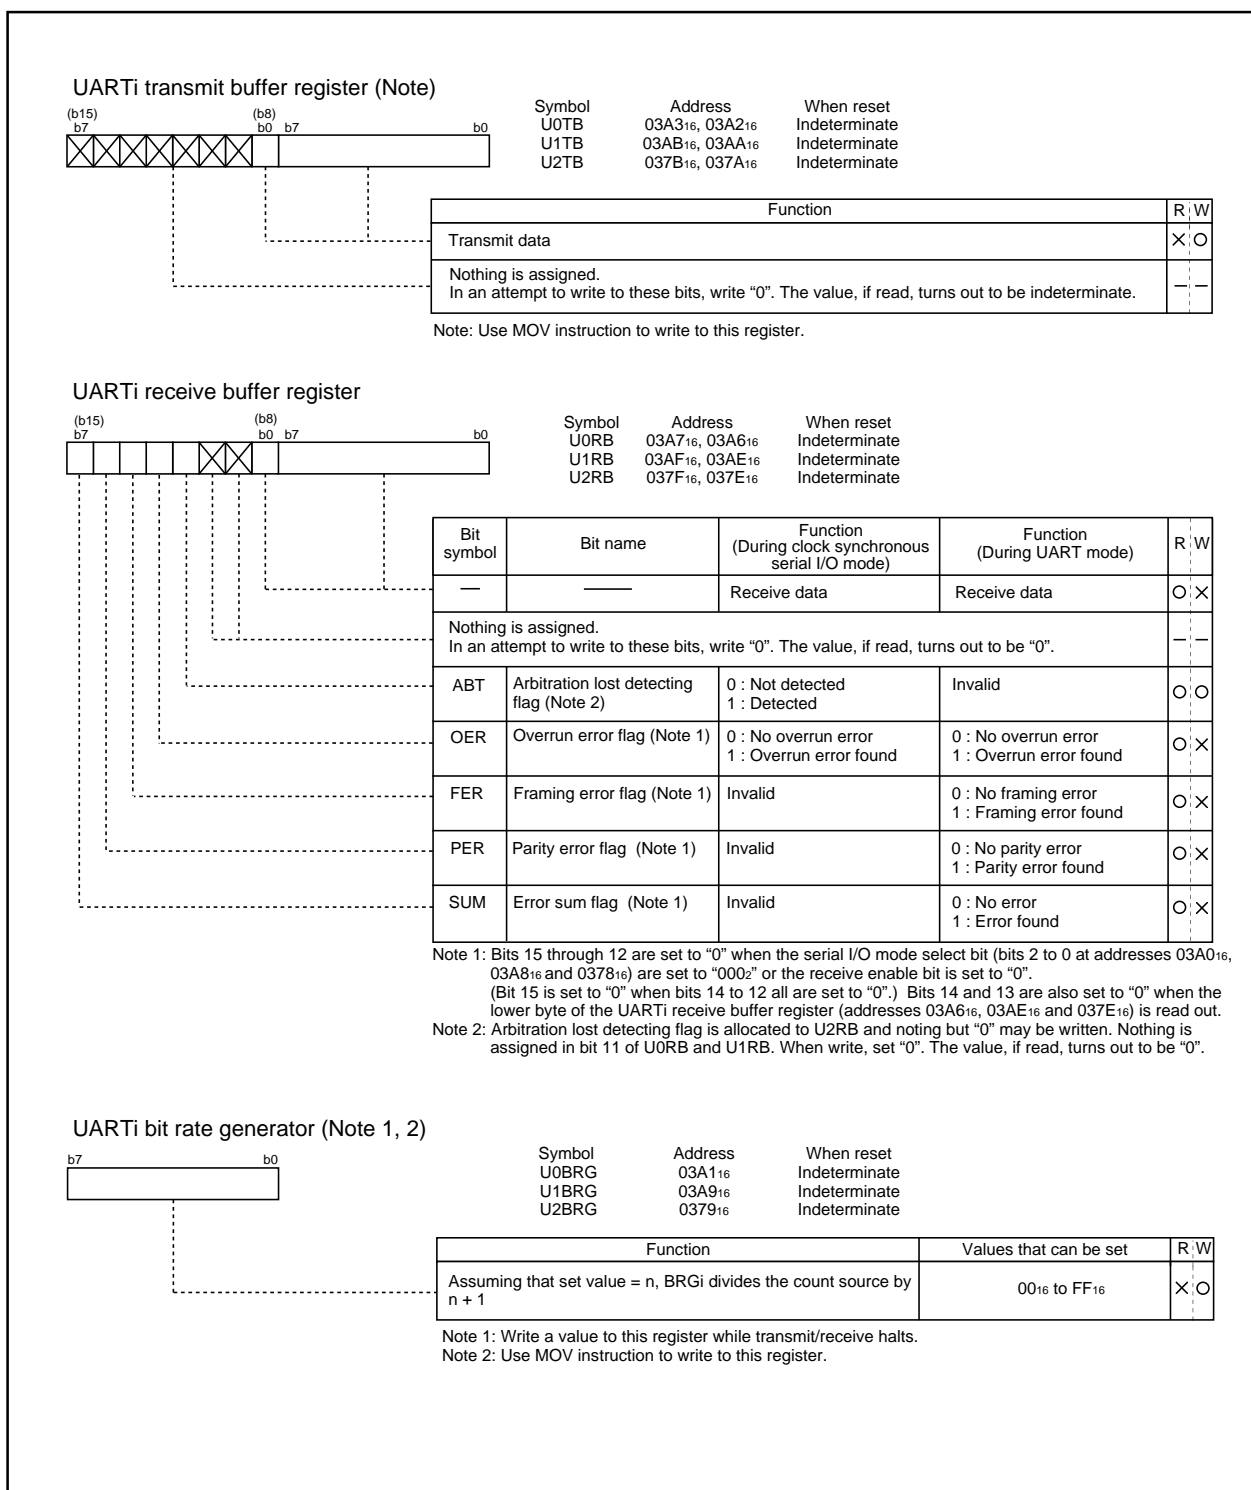 UARTi transmit buffer register (Note)
(b15) (b8)
b7 b0 b7 b0
Symbol Address When reset
U0TB 03A316, 03A216 Indeterminate
U1TB 03AB16, 03AA16 Indeterminate
U2TB 037B16, 037A16 Indeterminate
Function R W
Transmit data × ○
Nothing is assigned.
In an attempt to write to these bits, write “0”. The value, if read, turns out to be indeterminate. — —
Note: Use MOV instruction to write to this register.
UARTi receive buffer register
(b15) (b8)
b7 b0 b7 b0
Symbol Address When reset
U0RB 03A716, 03A616 Indeterminate
U1RB 03AF16, 03AE16 Indeterminate
U2RB 037F16, 037E16 Indeterminate
Bit symbol Bit name Function (During clock synchronous serial I/O mode) Function (During UART mode) R W
— — Receive data Receive data ○ ×
Nothing is assigned.
In an attempt to write to these bits, write “0”. The value, if read, turns out to be “0”. — —
ABT Arbitration lost detecting flag (Note 2) 0 : Not detected 1 : Detected Invalid ○ ○
OER Overrun error flag (Note 1) 0 : No overrun error 1 : Overrun error found 0 : No overrun error 1 : Overrun error found ○ ×
FER Framing error flag (Note 1) Invalid 0 : No framing error 1 : Framing error found ○ ×
PER Parity error flag (Note 1) Invalid 0 : No parity error 1 : Parity error found ○ ×
SUM Error sum flag (Note 1) Invalid 0 : No error 1 : Error found ○ ×
Note 1: Bits 15 through 12 are set to “0” when the serial I/O mode select bit (bits 2 to 0 at addresses 03A016,
03A816 and 037816) are set to “0002” or the receive enable bit is set to “0”.
(Bit 15 is set to “0” when bits 14 to 12 all are set to “0”.) Bits 14 and 13 are also set to “0” when the
lower byte of the UARTi receive buffer register (addresses 03A616, 03AE16 and 037E16) is read out.
Note 2: Arbitration lost detecting flag is allocated to U2RB and noting but “0” may be written. Nothing is
assigned in bit 11 of U0RB and U1RB. When write, set “0”. The value, if read, turns out to be “0”.
UARTi bit rate generator (Note 1, 2)
b7 b0
Symbol Address When reset
U0BRG 03A116 Indeterminate
U1BRG 03A916 Indeterminate
U2BRG 037916 Indeterminate
Function Values that can be set R W
Assuming that set value = n, BRGi divides the count source by
n + 1 0016 to FF16 × ○
Note 1: Write a value to this register while transmit/receive halts.
Note 2: Use MOV instruction to write to this register.